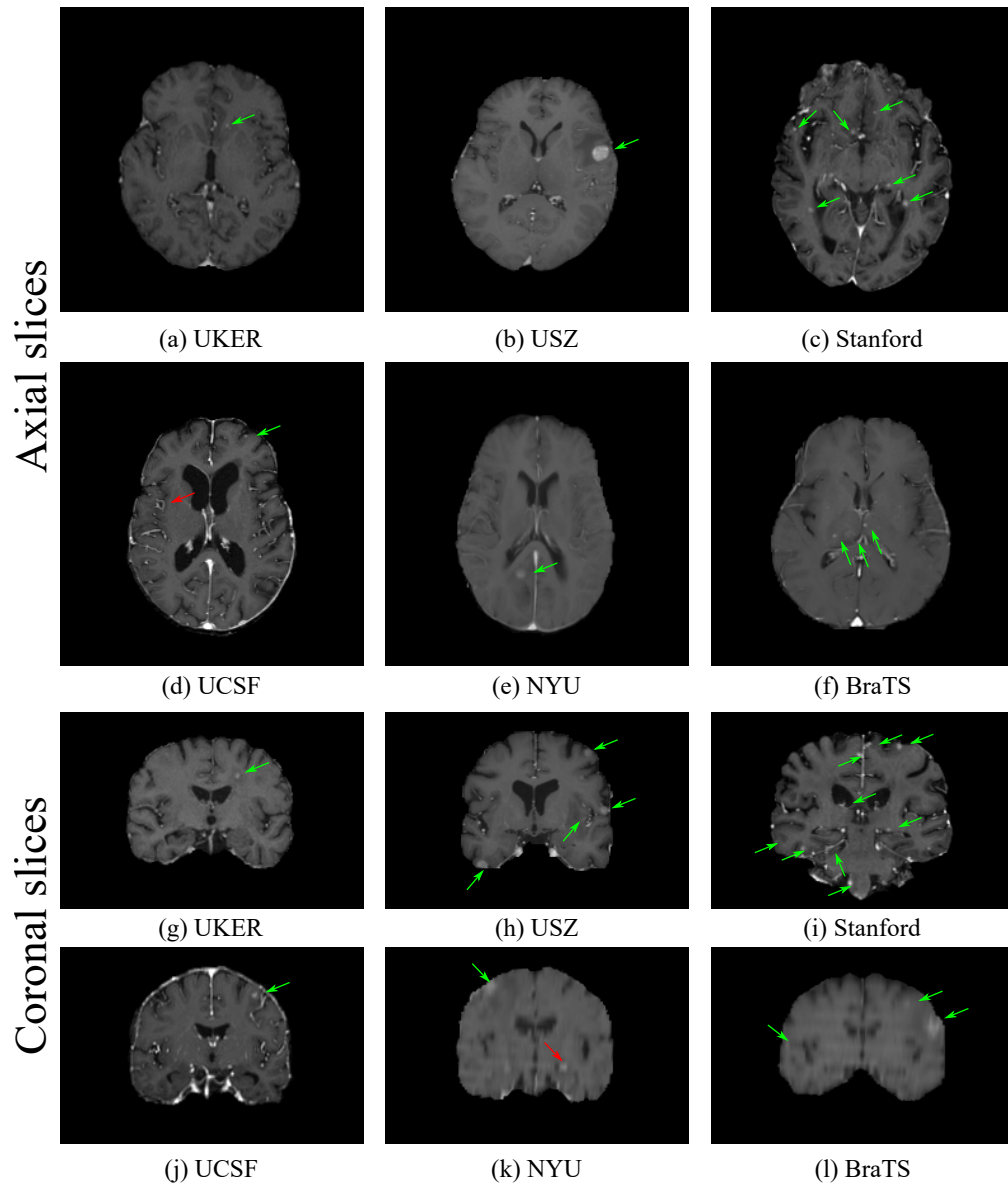 Axial slices
(a) UKER
(b) USZ
(c) Stanford
(d) UCSF
(e) NYU
(f) BraTS
Coronal slices
(g) UKER
(h) USZ
(i) Stanford
(j) UCSF
(k) NYU
(l) BraTS